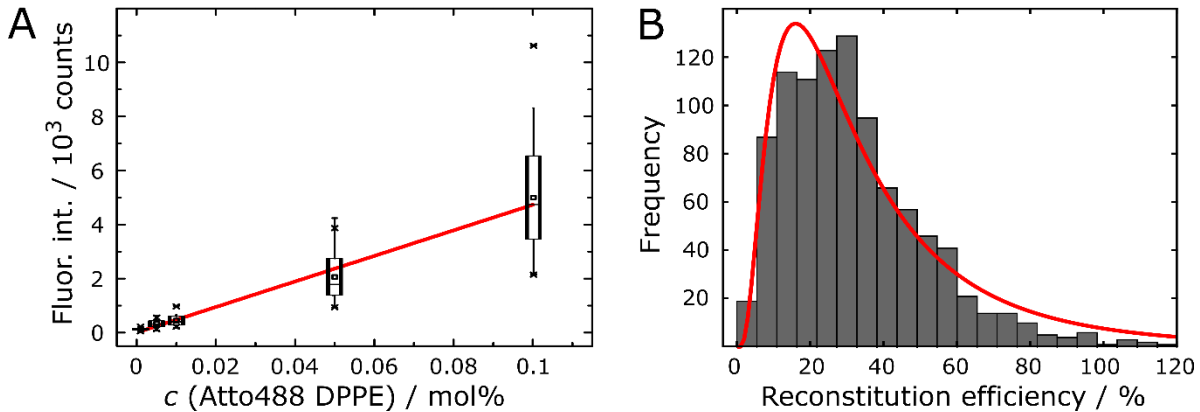 A
Fluor. int. / 10³ counts
10
8
6
4
2
0
0 0.02 0.04 0.06 0.08 0.1
c (Atto488 DPPE) / mol%
B
Frequency
120
100
80
60
40
20
0 20 40 60 80 100 120
Reconstitution efficiency / %